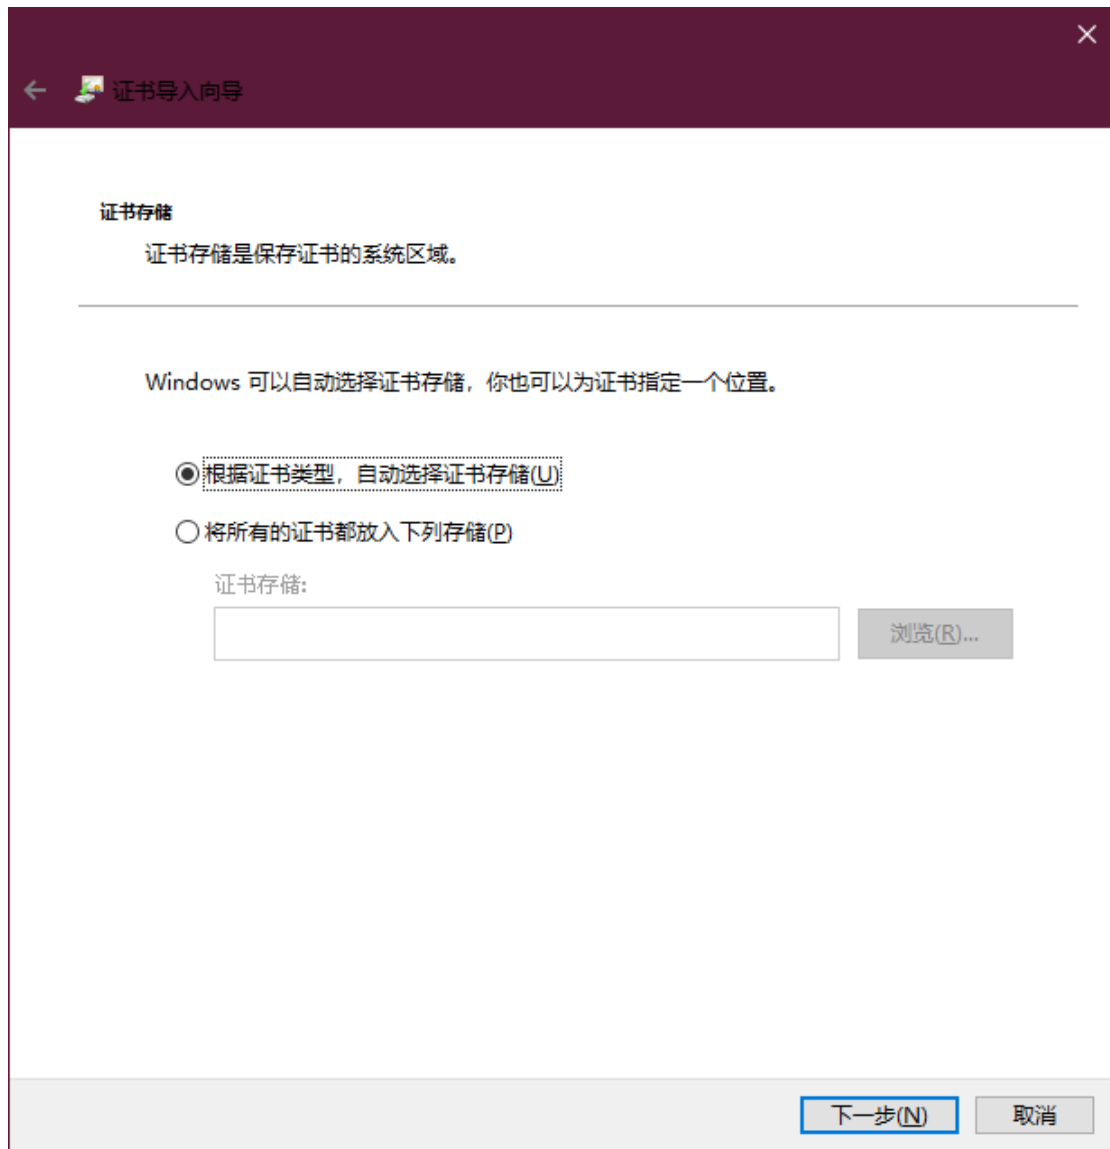 证书导入向导
证书存储
证书存储是保存证书的系统区域。
Windows 可以自动选择证书存储，你也可以为证书指定一个位置。
根据证书类型，自动选择证书存储(U)
将所有的证书都放入下列存储(P)
证书存储:
浏览(R)...
下一步(N)
取消